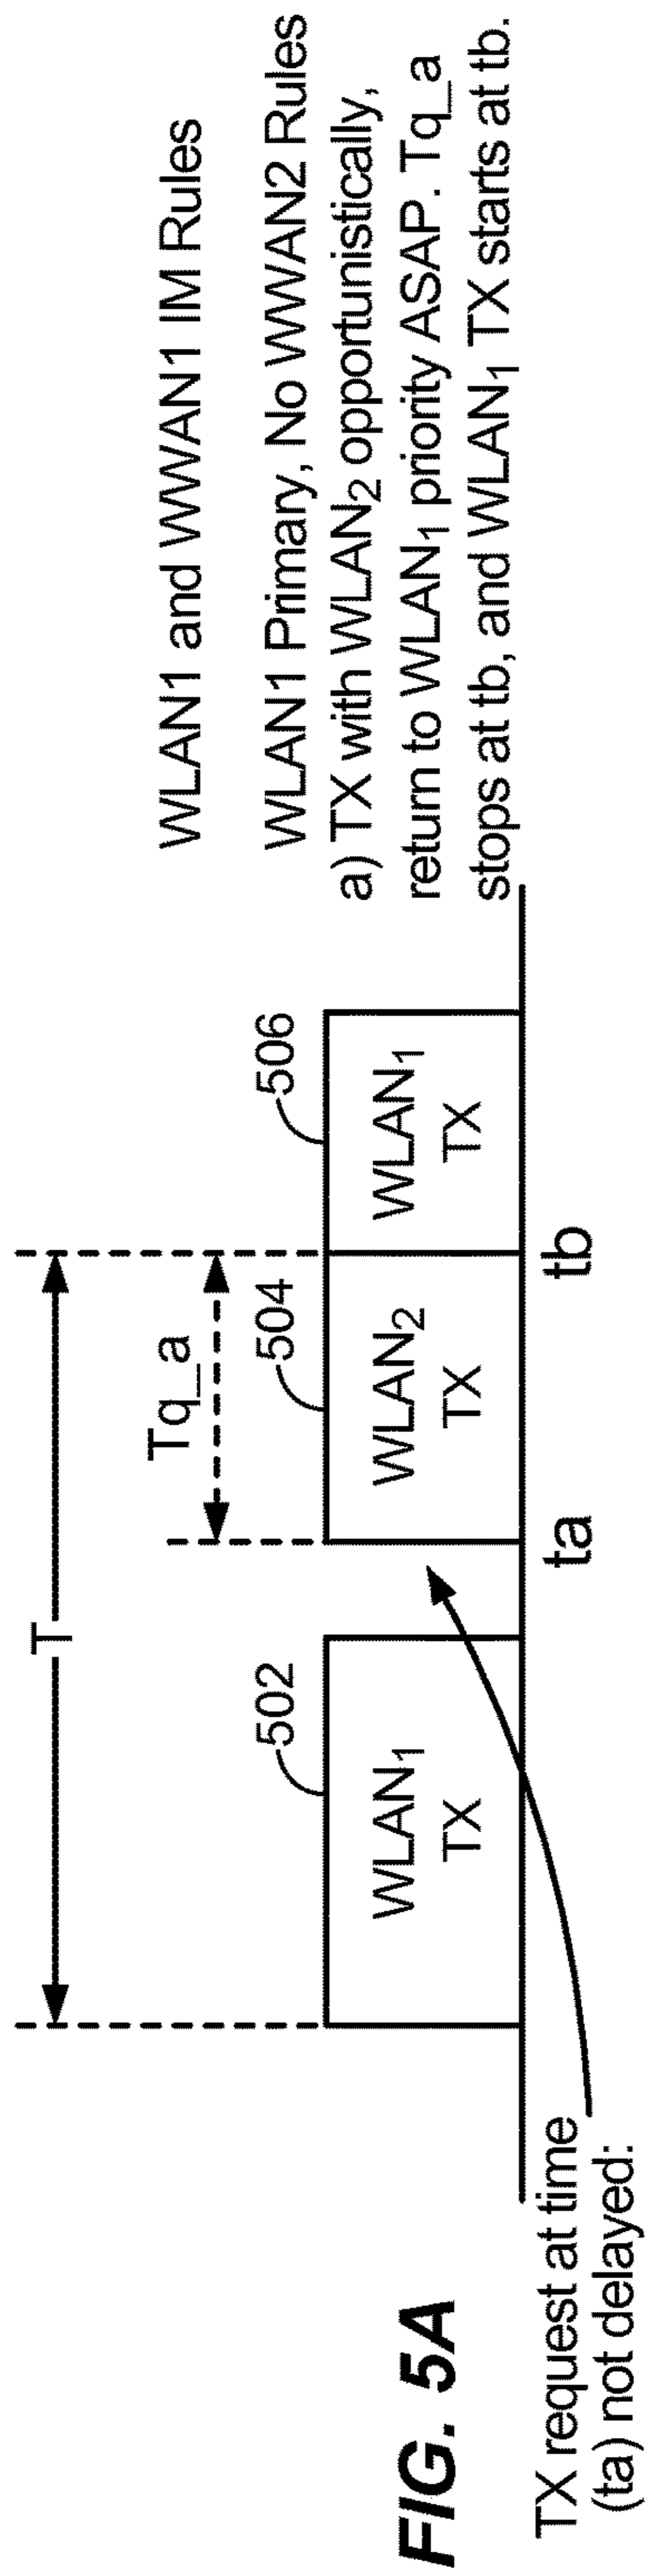 T
Tq_a
502
504
506
WLAN1
TX
WLAN2
TX
WLAN1
TX
ta
tb
WLAN1 and WWAN1 IM Rules
WLAN1 Primary, No WWAN2 Rules
a) TX with WLAN2 opportunistically,
return to WLAN1 priority ASAP. Tq_a
stops at tb, and WLAN1 TX starts at tb.
TX request at time
(ta) not delayed:
FIG. 5A